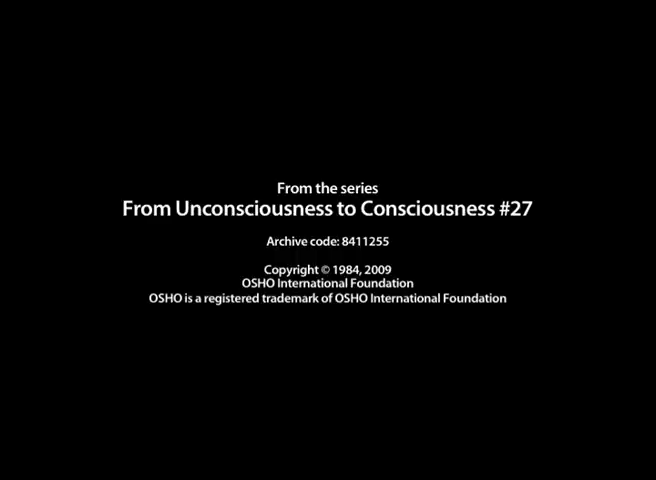 From the series
From Unconsciousness to Consciousness #27
Archive code: 8411255
Copyright © 1984, 2009
OSHO International Foundation
OSHO is a registered trademark of OSHO International Foundation